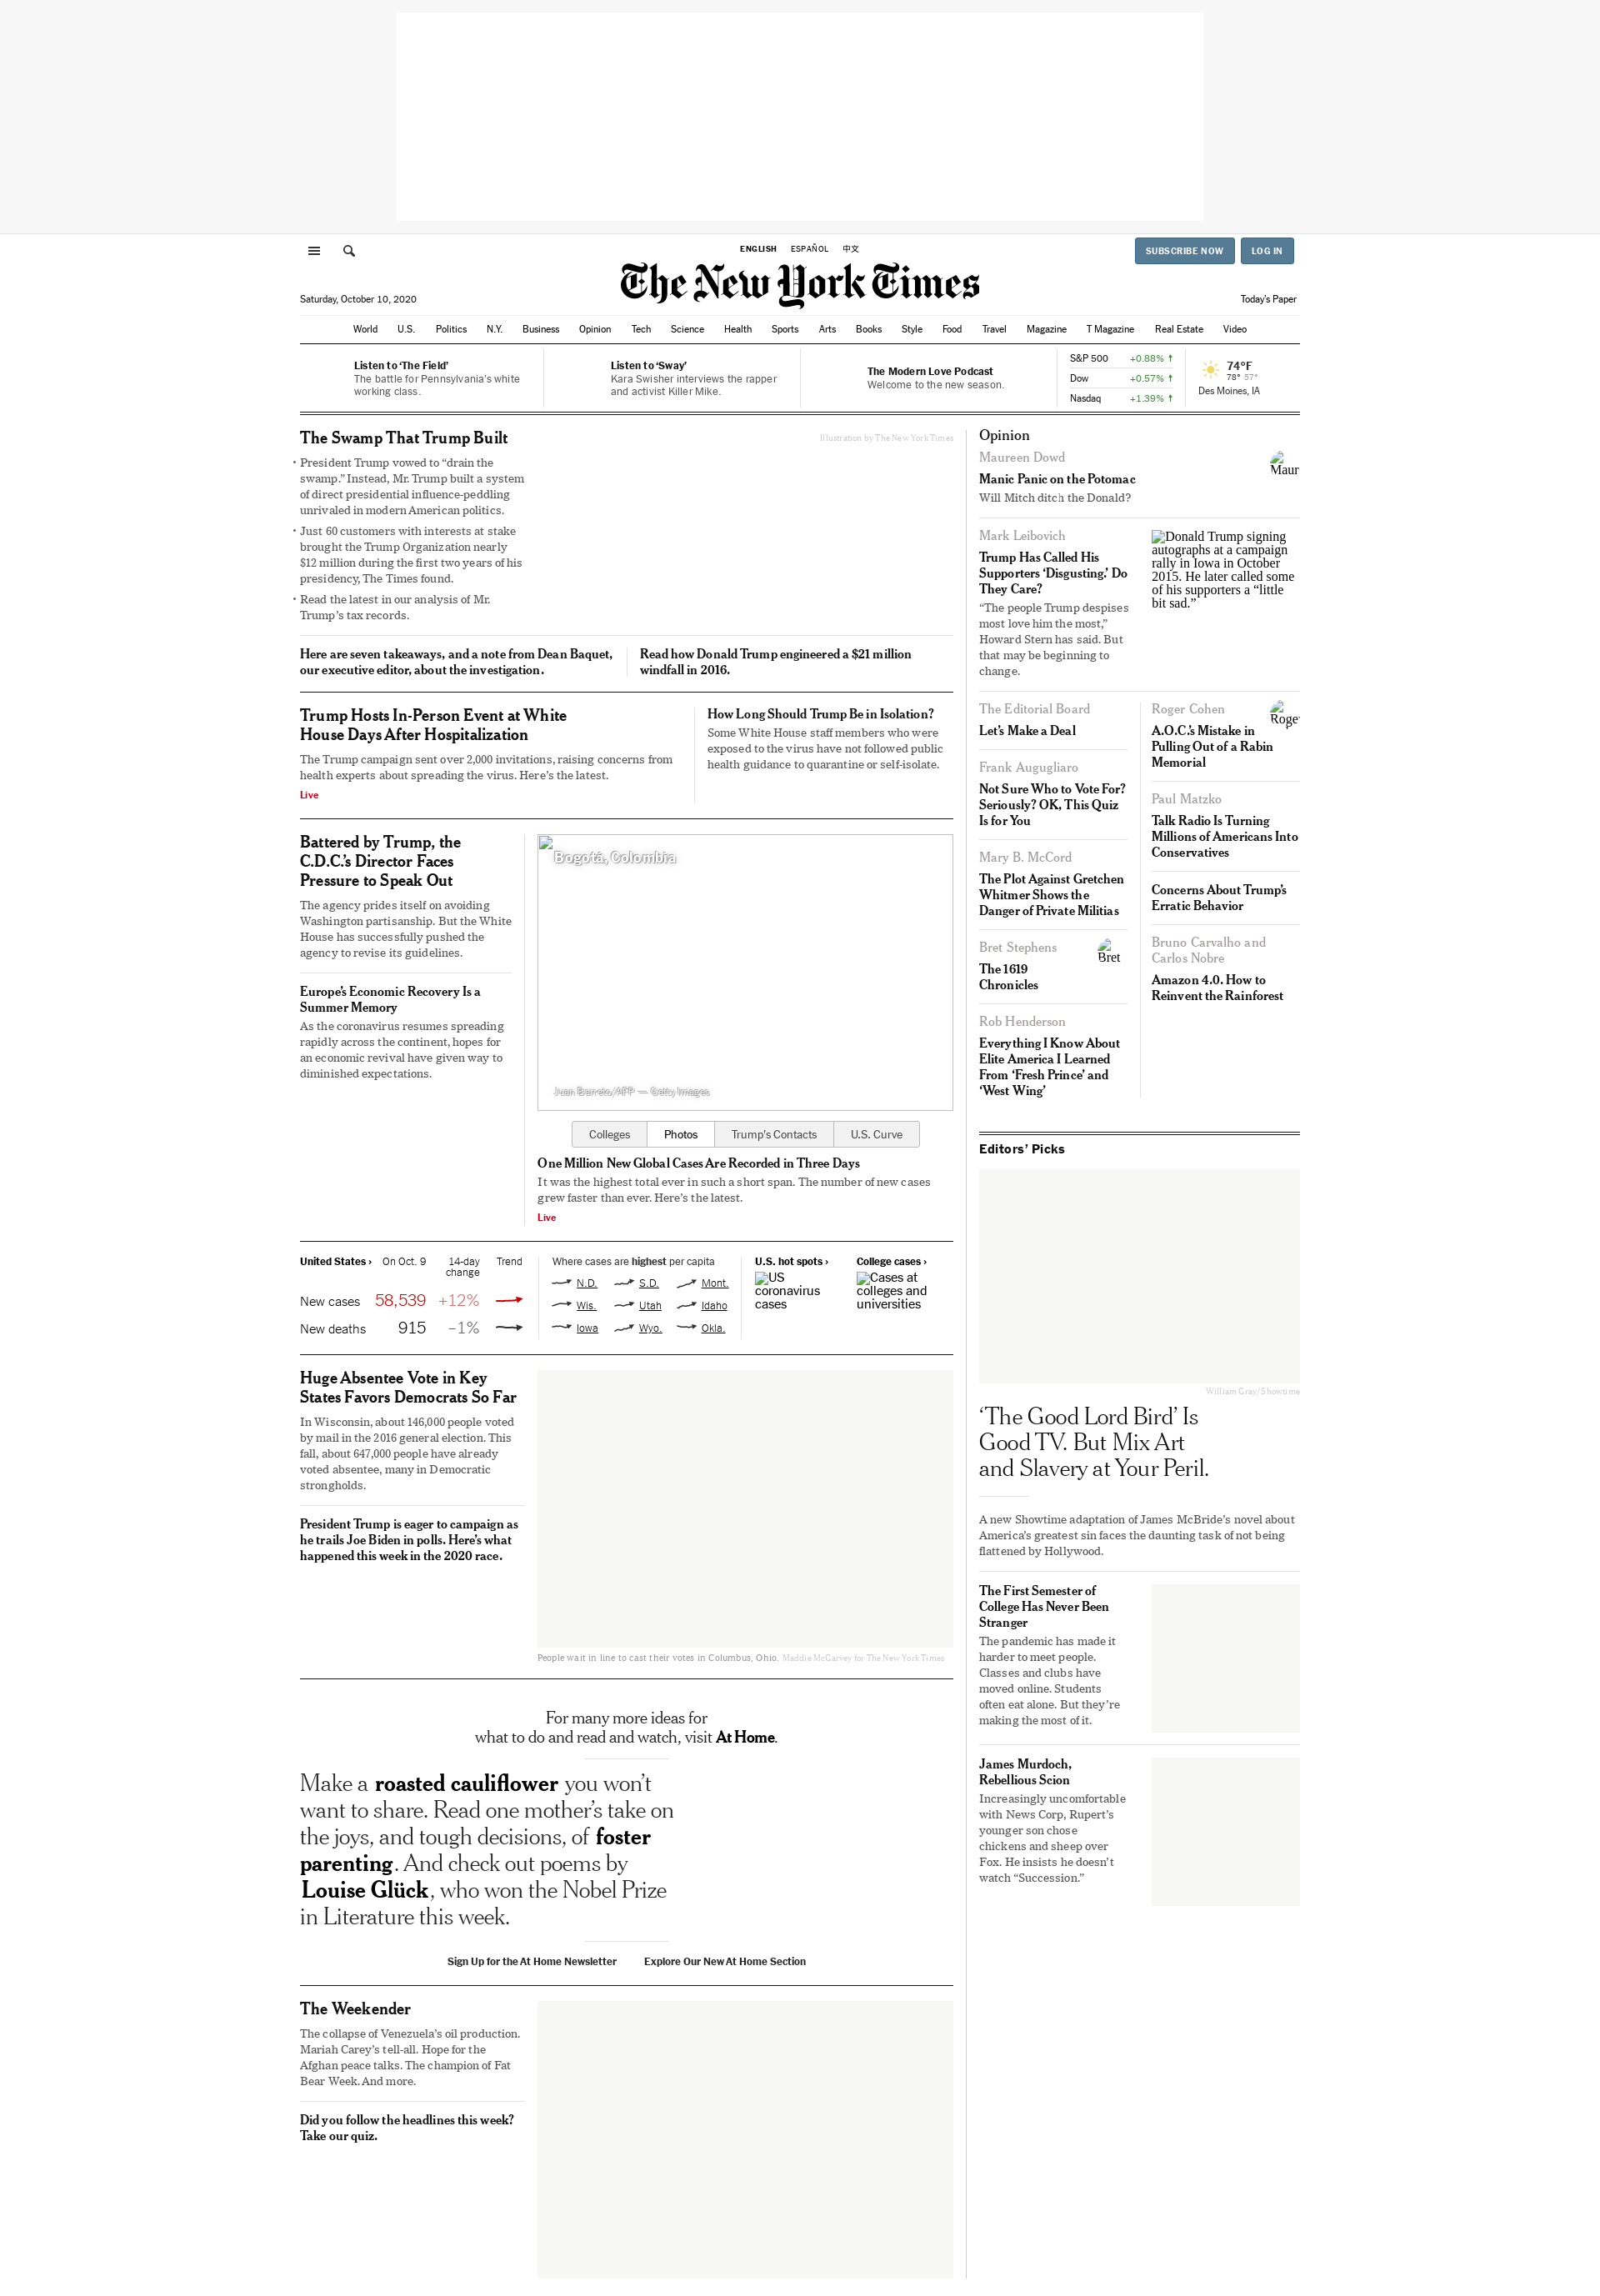 ENGLISH ESPAÑOL 中文
SUBSCRIBE NOW LOG IN
The New York Times
Saturday, October 10, 2020
Today's Paper
World U.S. Politics N.Y. Business Opinion Tech Science Health Sports Arts Books Style Food Travel Magazine T Magazine Real Estate Video
Listen to ‘The Field’
The battle for Pennsylvania's white
working class.
Listen to ‘Sway’
Kara Swisher interviews the rapper
and activist Killer Mike.
The Modern Love Podcast
Welcome to the new season.
S&P 500 +0.88%
Dow +0.57%
Nasdaq +1.39%
74°F
78° 57°
Des Moines, IA
The Swamp That Trump Built
• President Trump vowed to “drain the
swamp.” Instead, Mr. Trump built a system
of direct presidential influence-peddling
unrivaled in modern American politics.
• Just 60 customers with interests at stake
brought the Trump Organization nearly
$12 million during the first two years of his
presidency, The Times found.
• Read the latest in our analysis of Mr.
Trump’s tax records.
Illustration by The New York Times
Here are seven takeaways, and a note from Dean Baquet,
our executive editor, about the investigation.
Read how Donald Trump engineered a $21 million
windfall in 2016.
Trump Hosts In-Person Event at White
House Days After Hospitalization
The Trump campaign sent over 2,000 invitations, raising concerns from
health experts about spreading the virus. Here’s the latest.
Live
How Long Should Trump Be in Isolation?
Some White House staff members who were
exposed to the virus have not followed public
health guidance to quarantine or self-isolate.
Battered by Trump, the
C.D.C.’s Director Faces
Pressure to Speak Out
The agency prides itself on avoiding
Washington partisanship. But the White
House has successfully pushed the
agency to revise its guidelines.
Europe’s Economic Recovery Is a
Summer Memory
As the coronavirus resumes spreading
rapidly across the continent, hopes for
an economic revival have given way to
diminished expectations.
Bogotá, Colombia
Juan Barreto/AFP — Getty Images
Colleges Photos Trump's Contacts U.S. Curve
One Million New Global Cases Are Recorded in Three Days
It was the highest total ever in such a short span. The number of new cases
grew faster than ever. Here’s the latest.
Live
United States › On Oct. 9 14-day
change Trend
New cases 58,539 +12%
New deaths 915 –1%
Where cases are highest per capita
N.D. S.D. Mont.
Wis. Utah Idaho
Iowa Wyo. Okla.
U.S. hot spots ›
US
coronavirus
cases
College cases ›
Cases at
colleges and
universities
Huge Absentee Vote in Key
States Favors Democrats So Far
In Wisconsin, about 146,000 people voted
by mail in the 2016 general election. This
fall, about 647,000 people have already
voted absentee, many in Democratic
strongholds.
President Trump is eager to campaign as
he trails Joe Biden in polls. Here’s what
happened this week in the 2020 race.
People wait in line to cast their votes in Columbus, Ohio. Maddie McGarvey for The New York Times
For many more ideas for
what to do and read and watch, visit At Home.
Make a roasted cauliflower you won’t
want to share. Read one mother’s take on
the joys, and tough decisions, of foster
parenting. And check out poems by
Louise Glück, who won the Nobel Prize
in Literature this week.
Sign Up for the At Home Newsletter Explore Our New At Home Section
The Weekender
The collapse of Venezuela’s oil production.
Mariah Carey’s tell-all. Hope for the
Afghan peace talks. The champion of Fat
Bear Week. And more.
Did you follow the headlines this week?
Take our quiz.
Opinion
Maureen Dowd
Manic Panic on the Potomac
Will Mitch ditch the Donald?
Maur
Mark Leibovich
Trump Has Called His
Supporters ‘Disgusting.’ Do
They Care?
“The people Trump despises
most love him the most,”
Howard Stern has said. But
that may be beginning to
change.
Donald Trump signing
autographs at a campaign
rally in Iowa in October
2015. He later called some
of his supporters a “little
bit sad.”
The Editorial Board
Let’s Make a Deal
Frank Augugliaro
Not Sure Who to Vote For?
Seriously? OK, This Quiz
Is for You
Mary B. McCord
The Plot Against Gretchen
Whitmer Shows the
Danger of Private Militias
Bret Stephens
The 1619
Chronicles
Bret
Rob Henderson
Everything I Know About
Elite America I Learned
From ‘Fresh Prince’ and
‘West Wing’
Roger Cohen
A.O.C.’s Mistake in
Pulling Out of a Rabin
Memorial
Roge
Paul Matzko
Talk Radio Is Turning
Millions of Americans Into
Conservatives
Concerns About Trump’s
Erratic Behavior
Bruno Carvalho and
Carlos Nobre
Amazon 4.0. How to
Reinvent the Rainforest
Editors’ Picks
William Gray/Showtime
‘The Good Lord Bird’ Is
Good TV. But Mix Art
and Slavery at Your Peril.
A new Showtime adaptation of James McBride’s novel about
America’s greatest sin faces the daunting task of not being
flattened by Hollywood.
The First Semester of
College Has Never Been
Stranger
The pandemic has made it
harder to meet people.
Classes and clubs have
moved online. Students
often eat alone. But they’re
making the most of it.
James Murdoch,
Rebellious Scion
Increasingly uncomfortable
with News Corp, Rupert’s
younger son chose
chickens and sheep over
Fox. He insists he doesn’t
watch “Succession.”